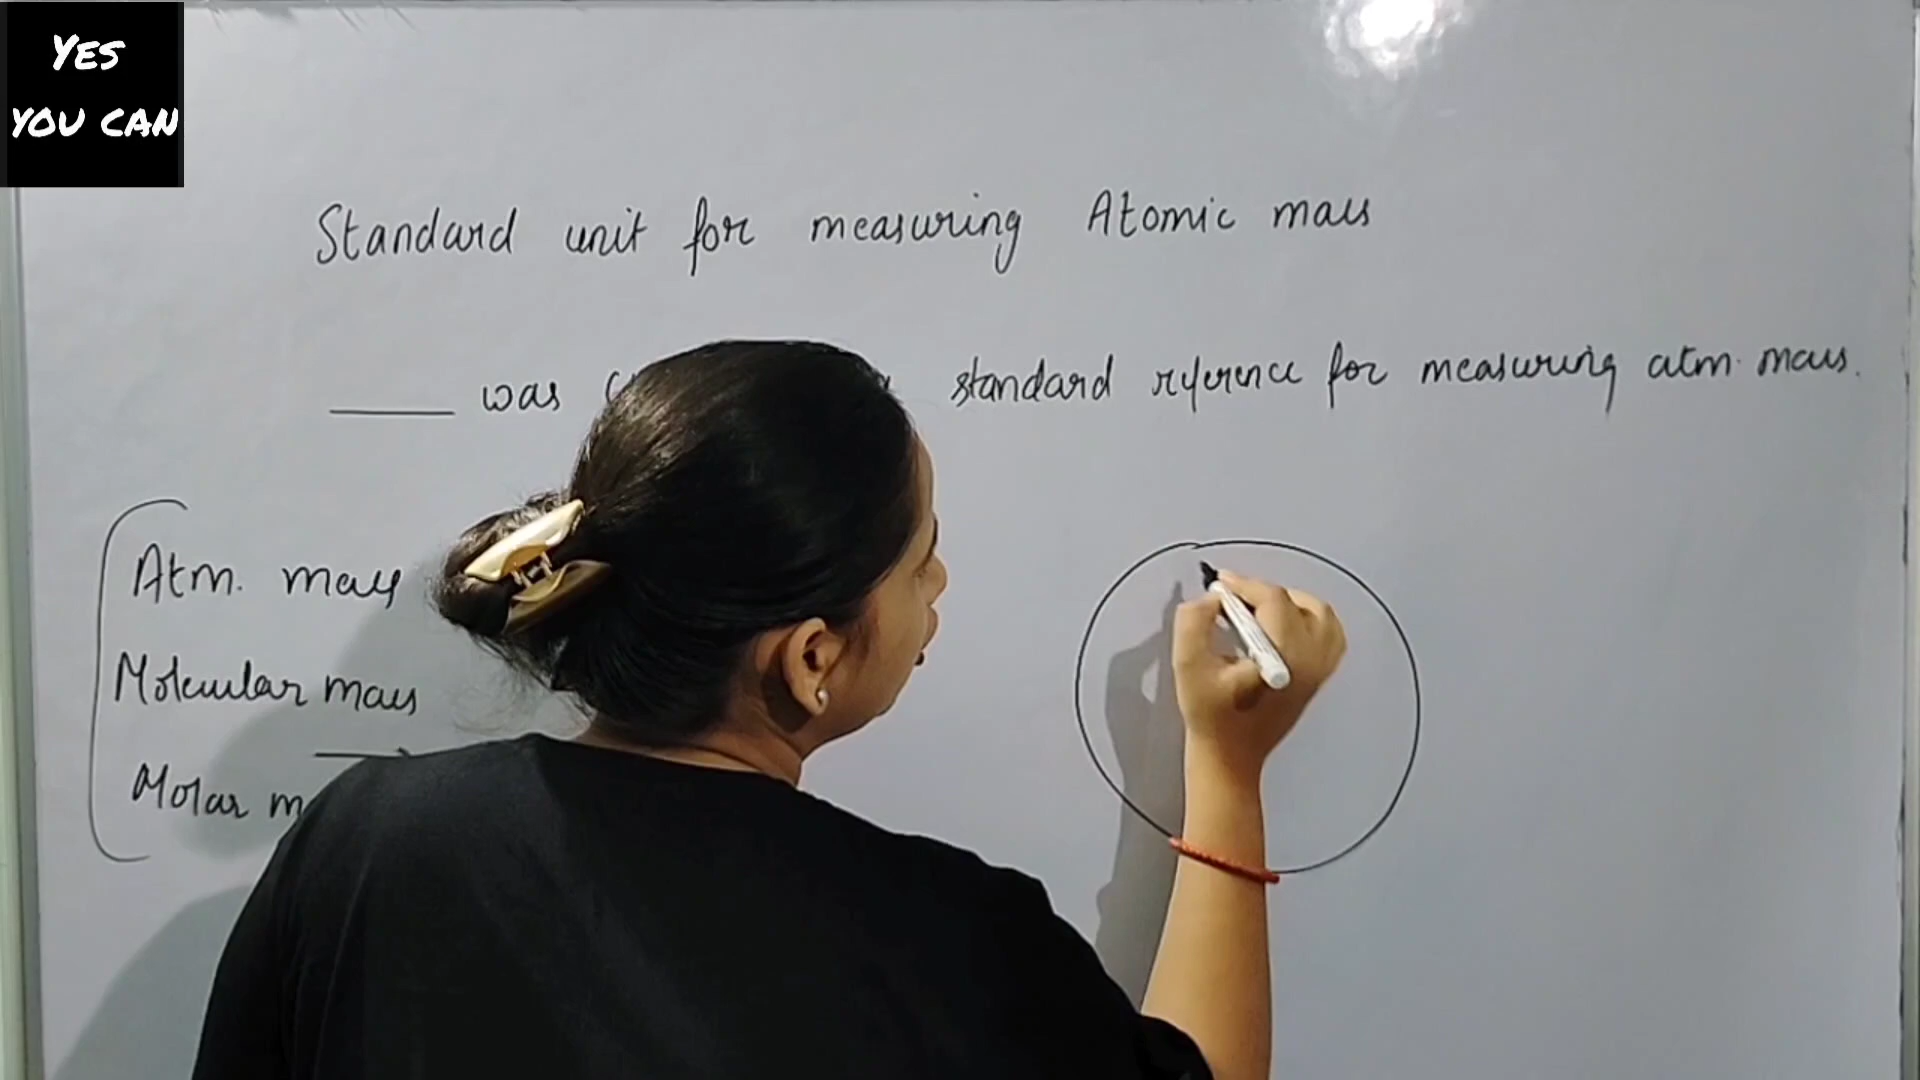 YES
YOU CAN
Standard unit for measuring Atomic mass
____ was standard reference for measuring atm. mass.
Atm. mass
Molecular mass
Molar